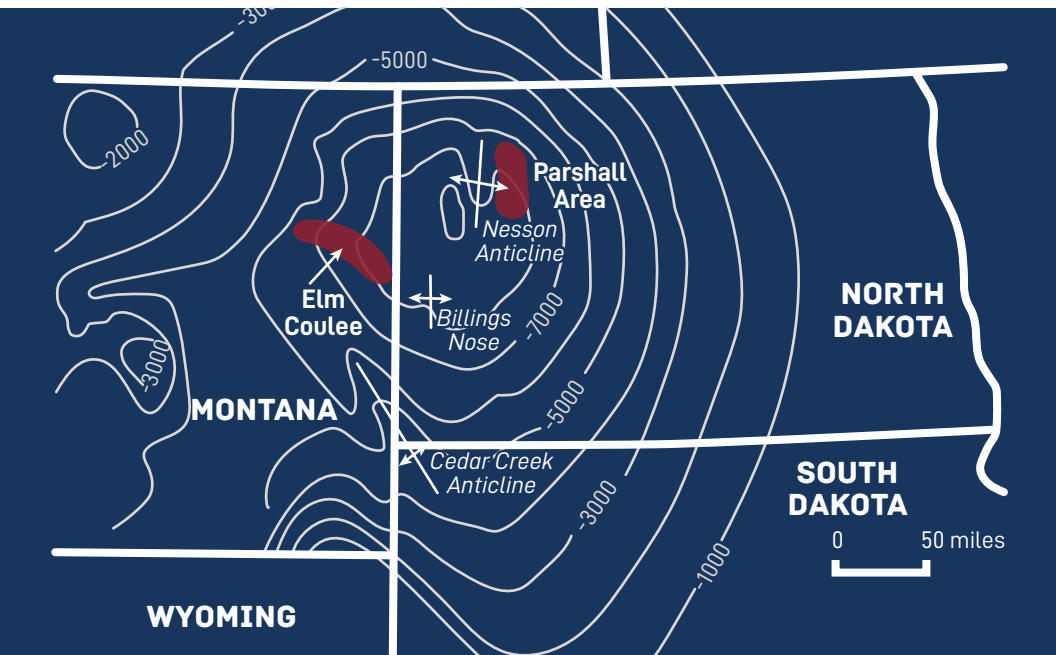 -300
-5000
-2000
Parshall
Area
Nesson
Anticline
Elm
Coulee
Billings
Nose
-7000
NORTH
DAKOTA
-3000
MONTANA
-5000
Cedar Creek
Anticline
SOUTH
DAKOTA
-3000
0 50 miles
-1000
WYOMING